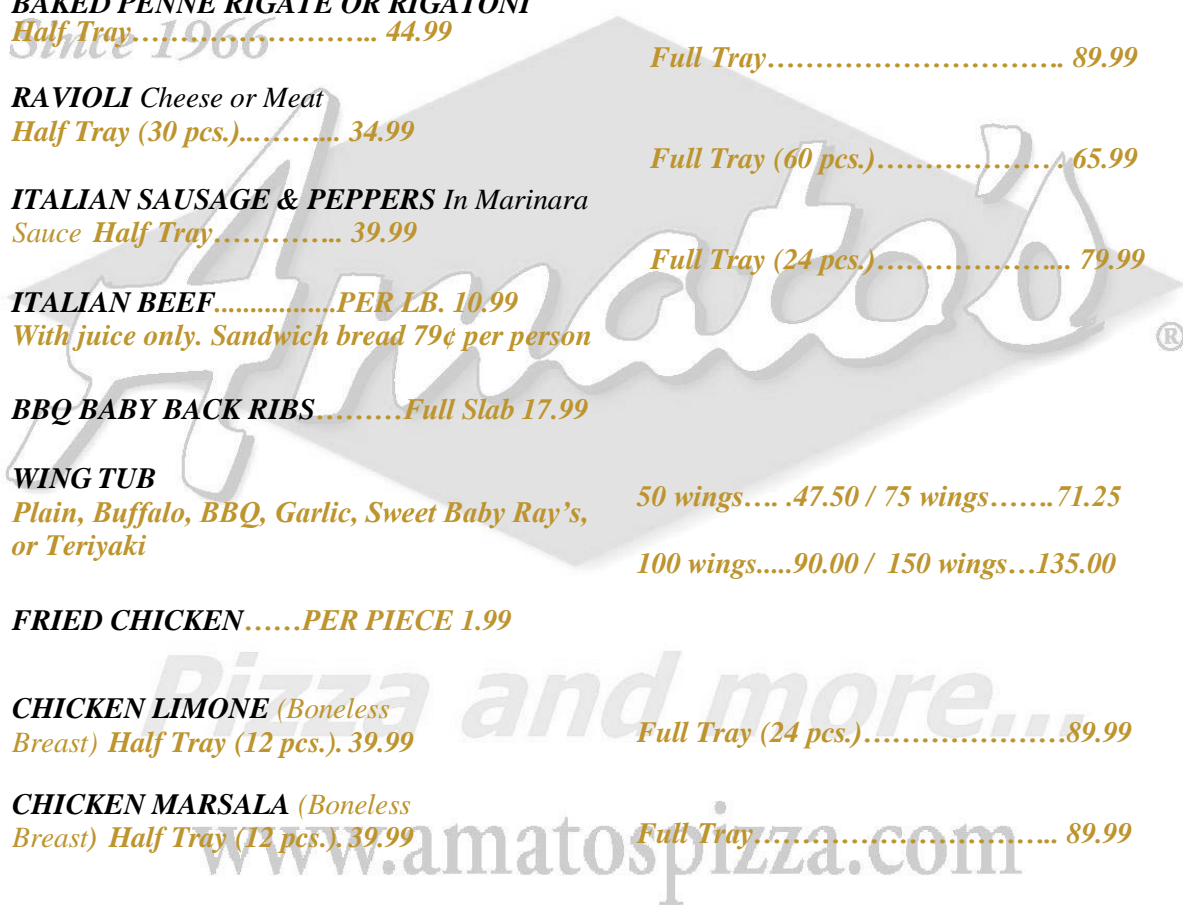 BAKED PENNE RIGATE OR RIGATONI
Half Tray…………………….. 44.99
Full Tray…………………………. 89.99
Since 1966
RAVIOLI Cheese or Meat
Half Tray (30 pcs.)...……... 34.99
Full Tray (60 pcs.)………………. . 65.99
ITALIAN SAUSAGE & PEPPERS In Marinara
Sauce Half Tray………….. 39.99
Full Tray (24 pcs.)………………... 79.99
ITALIAN BEEF.................PER LB. 10.99
With juice only. Sandwich bread 79¢ per person
Amato's ®
BBQ BABY BACK RIBS………Full Slab 17.99
WING TUB
Plain, Buffalo, BBQ, Garlic, Sweet Baby Ray’s,
or Teriyaki
50 wings…. .47.50 / 75 wings…….71.25
100 wings.....90.00 / 150 wings…135.00
FRIED CHICKEN……PER PIECE 1.99
Pizza and more...
CHICKEN LIMONE (Boneless
Breast) Half Tray (12 pcs.). 39.99
Full Tray (24 pcs.)…………………89.99
CHICKEN MARSALA (Boneless
Breast) Half Tray (12 pcs.). 39.99
Full Tray………………………….. 89.99
www.amatospizza.com